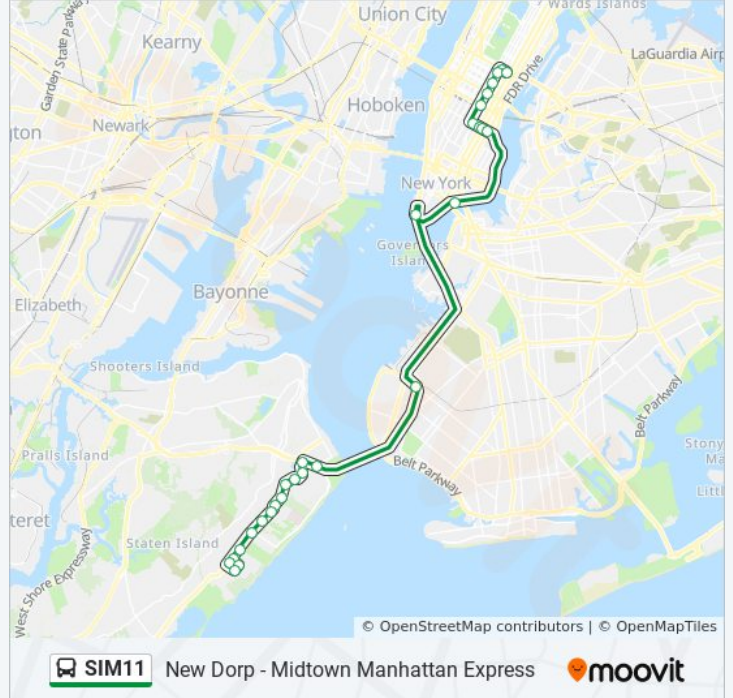 Union City
Wards Islands
Kearny
Garden State Parkway
LaGuardia Airp
FDR Drive
Hoboken
gton
Newark
New York
Governors
Island
Bayonne
Elizabeth
Shooters Island
Belt Parkway
Stony
Ma
Pralls Island
Belt Parkway
Littl
teret
Staten Island
West Shore Expressway
© OpenStreetMap contributors | © OpenMapTiles
SIM11 New Dorp - Midtown Manhattan Express moovit